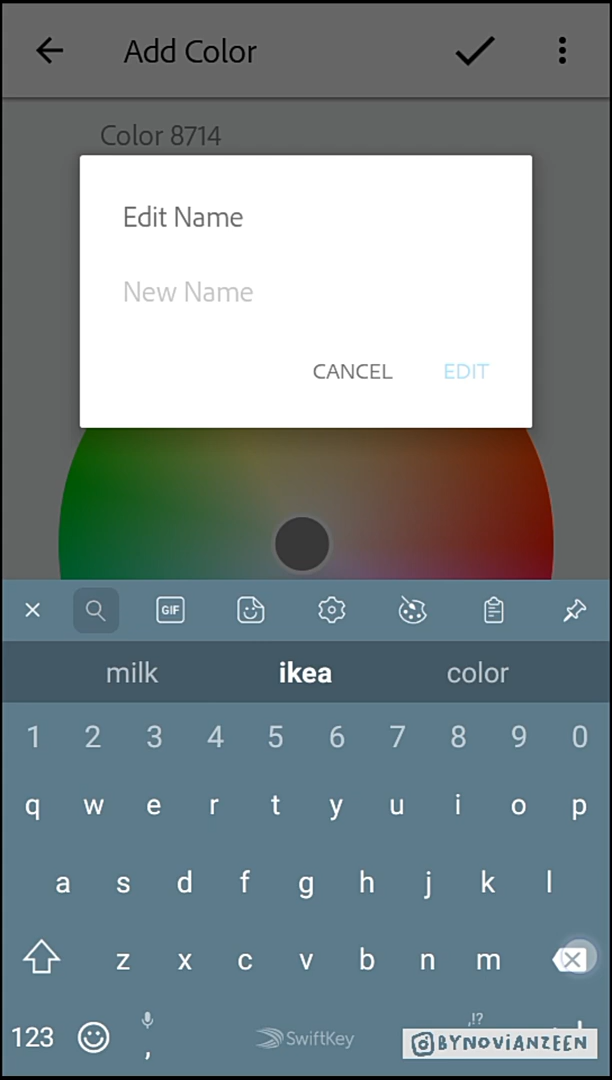 Add Color
Color 8714
Edit Name
New Name
CANCEL EDIT
GIF
milk ikea color
1 2 3 4 5 6 7 8 9 0
q w e r t y u i o p
a s d f g h j k l
z x c v b n m
,!?
123 , SwiftKey
@BYNOViANZEEN